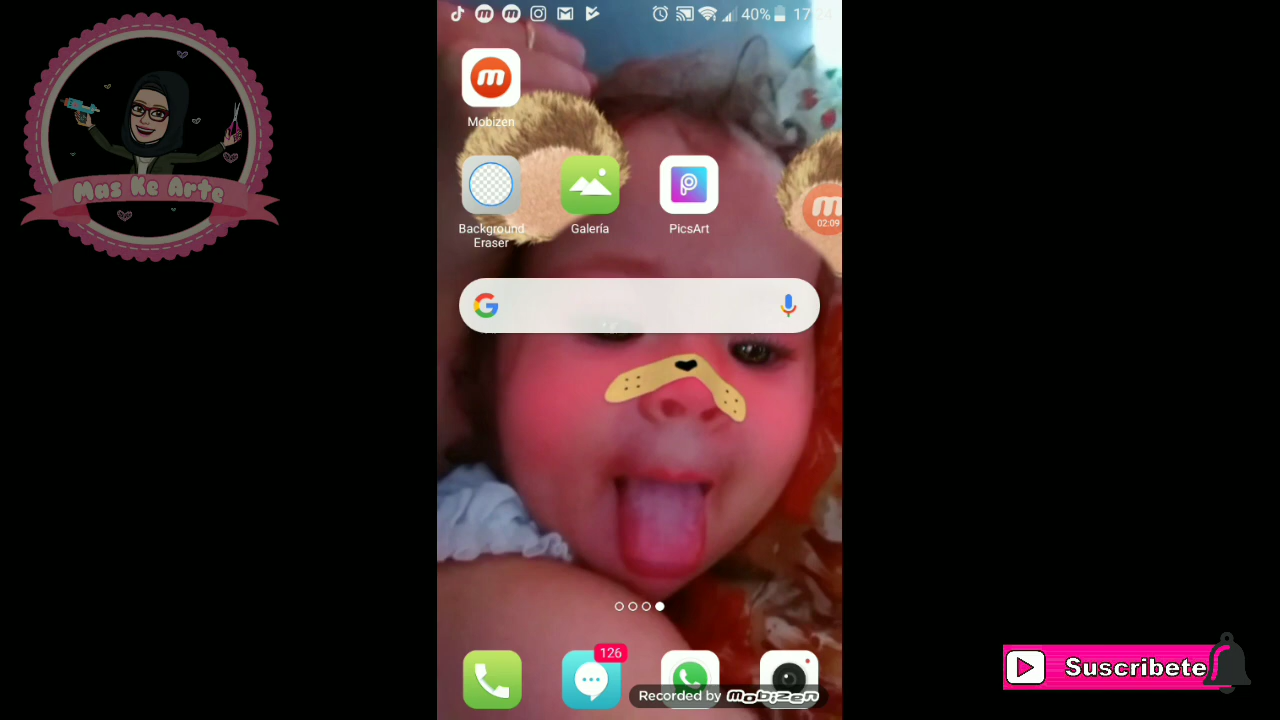 40% 17:24
Mobizen
Background
Eraser
Galería
PicsArt
02:09
Mas Ke Arte
126
Recorded by Mobizen
Suscribete